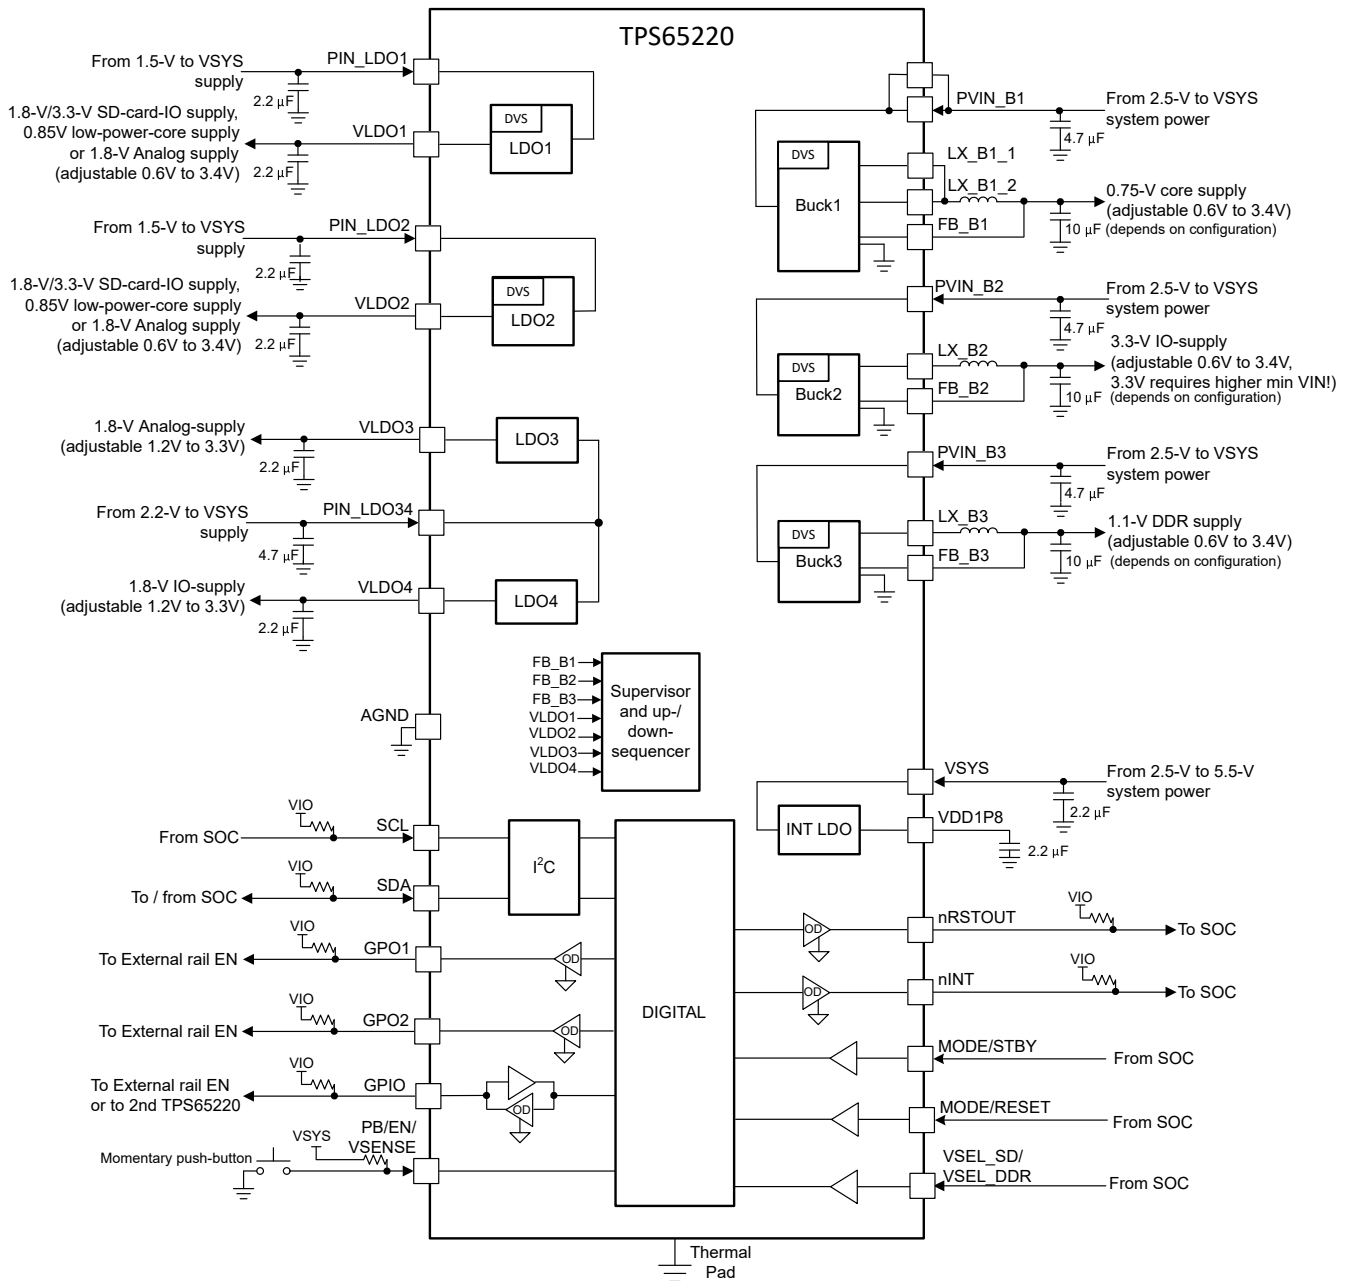 TPS65220
From 1.5-V to VSYS
supply
PIN_LDO1
2.2 µF
1.8-V/3.3-V SD-card-IO supply,
0.85V low-power-core supply
or 1.8-V Analog supply
(adjustable 0.6V to 3.4V)
VLDO1
2.2 µF
DVS
LDO1
From 1.5-V to VSYS
supply
PIN_LDO2
2.2 µF
1.8-V/3.3-V SD-card-IO supply,
0.85V low-power-core supply
or 1.8-V Analog supply
(adjustable 0.6V to 3.4V)
VLDO2
2.2 µF
DVS
LDO2
1.8-V Analog-supply
(adjustable 1.2V to 3.3V)
VLDO3
2.2 µF
LDO3
From 2.2-V to VSYS
supply
PIN_LDO34
4.7 µF
1.8-V IO-supply
(adjustable 1.2V to 3.3V)
VLDO4
2.2 µF
LDO4
PVIN_B1
From 2.5-V to VSYS
system power
4.7 µF
DVS
Buck1
LX_B1_1
LX_B1_2
FB_B1
10 µF
0.75-V core supply
(adjustable 0.6V to 3.4V)
(depends on configuration)
PVIN_B2
From 2.5-V to VSYS
system power
4.7 µF
DVS
Buck2
LX_B2
FB_B2
10 µF
3.3-V IO-supply
(adjustable 0.6V to 3.4V,
3.3V requires higher min VIN!)
(depends on configuration)
PVIN_B3
From 2.5-V to VSYS
system power
4.7 µF
DVS
Buck3
LX_B3
FB_B3
10 µF
1.1-V DDR supply
(adjustable 0.6V to 3.4V)
(depends on configuration)
FB_B1
FB_B2
FB_B3
VLDO1
VLDO2
VLDO3
VLDO4
Supervisor
and up-/
down-
sequencer
AGND
VSYS
From 2.5-V to 5.5-V
system power
2.2 µF
INT LDO
VDD1P8
2.2 µF
From SOC
VIO
SCL
To / from SOC
VIO
SDA
I²C
To External rail EN
VIO
GPO1
OD
To External rail EN
VIO
GPO2
OD
To External rail EN
or to 2nd TPS65220
VIO
GPIO
OD
Momentary push-button
VSYS
PB/EN/
VSENSE
DIGITAL
OD
nRSTOUT
VIO
To SOC
OD
nINT
VIO
To SOC
MODE/STBY
From SOC
MODE/RESET
From SOC
VSEL_SD/
VSEL_DDR
From SOC
Thermal
Pad